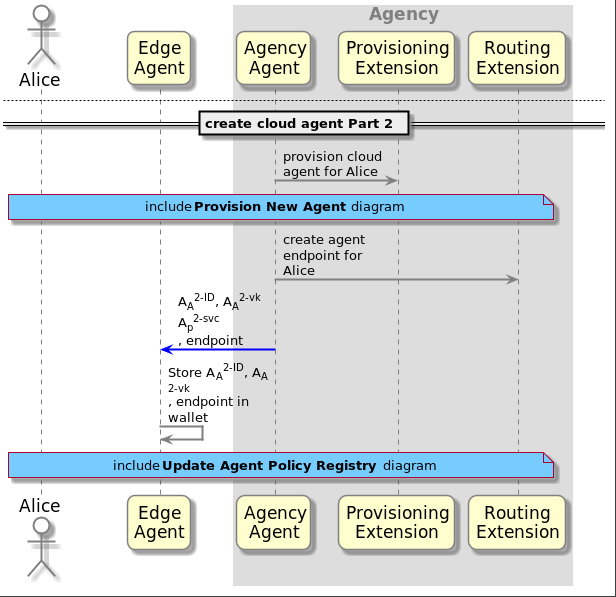 Agency
Alice
Edge
Agent
Agency
Agent
Provisioning
Extension
Routing
Extension
create cloud agent Part 2
provision cloud
agent for Alice
include Provision New Agent diagram
create agent
endpoint for
Alice
A_A^2-ID, A_A^2-vk
A_p^2-svc
, endpoint
Store A_A^2-ID, A_A
2-vk
, endpoint in
wallet
include Update Agent Policy Registry diagram
Alice
Edge
Agent
Agency
Agent
Provisioning
Extension
Routing
Extension